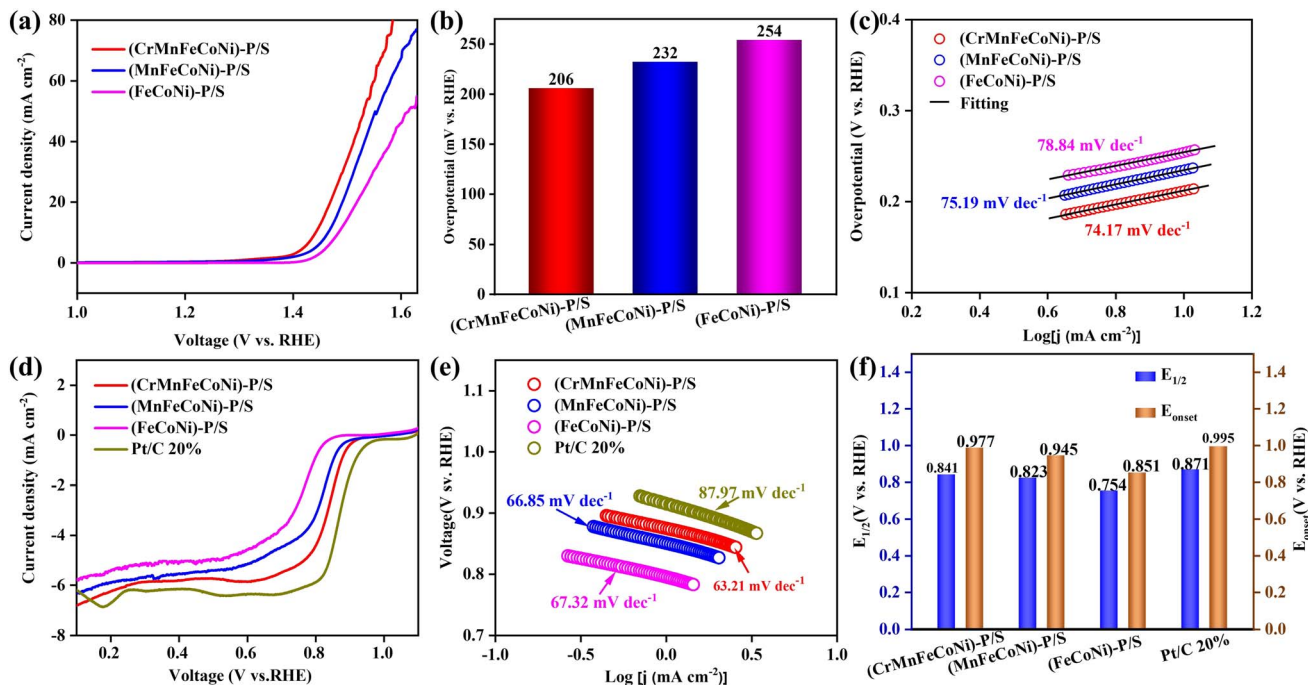 (a)
(CrMnFeCoNi)-P/S
(MnFeCoNi)-P/S
(FeCoNi)-P/S
Current density (mA cm⁻²)
80
60
40
20
0
1.0
1.2
1.4
1.6
Voltage (V vs. RHE)
(b)
206
232
254
Overpotential (mV vs. RHE)
250
200
150
100
50
0
(CrMnFeCoNi)-P/S
(MnFeCoNi)-P/S
(FeCoNi)-P/S
(c)
(CrMnFeCoNi)-P/S
(MnFeCoNi)-P/S
(FeCoNi)-P/S
Fitting
78.84 mV dec⁻¹
75.19 mV dec⁻¹
74.17 mV dec⁻¹
Overpotential (V vs. RHE)
0.4
0.3
0.2
0.1
0.2
0.4
0.6
0.8
1.0
1.2
Log[j (mA cm⁻²)]
(d)
(CrMnFeCoNi)-P/S
(MnFeCoNi)-P/S
(FeCoNi)-P/S
Pt/C 20%
Current density (mA cm⁻²)
2
0
-2
-4
-6
-8
0.2
0.4
0.6
0.8
1.0
Voltage (V vs.RHE)
(e)
(CrMnFeCoNi)-P/S
(MnFeCoNi)-P/S
(FeCoNi)-P/S
Pt/C 20%
66.85 mV dec⁻¹
87.97 mV dec⁻¹
67.32 mV dec⁻¹
63.21 mV dec⁻¹
Voltage(V sv. RHE)
1.1
1.0
0.9
0.8
0.7
-1.0
-0.5
0.0
0.5
1.0
Log [j (mA cm⁻²)]
(f)
E₁/₂
Eonset
0.841
0.977
0.823
0.945
0.754
0.851
0.871
0.995
E₁/₂(V vs. RHE)
1.4
1.2
1.0
0.8
0.6
0.4
0.2
0.0
Eonset(V vs. RHE)
1.4
1.2
1.0
0.8
0.6
0.4
0.2
0.0
(CrMnFeCoNi)-P/S
(MnFeCoNi)-P/S
(FeCoNi)-P/S
Pt/C 20%